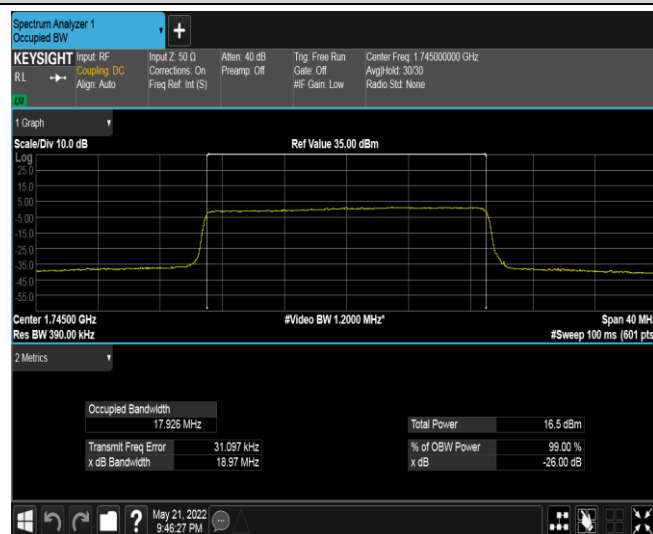 Spectrum Analyzer 1
Occupied BW
+
KEYSIGHT
RL
Input: RF
Coupling: DC
Align: Auto
Input Z: 50 Ω
Corrections: On
Freq Ref: Int (S)
Atten: 40 dB
Preamp: Off
Trig: Free Run
Gate: Off
#IF Gain: Low
Center Freq: 1.745000000 GHz
Avg|Hold: 30/30
Radio Std: None
1 Graph
Scale/Div 10.0 dB
Ref Value 35.00 dBm
Log
25.0
15.0
5.00
-5.00
-15.0
-25.0
-35.0
-45.0
-55.0
Center 1.74500 GHz
#Video BW 1.2000 MHz*
Span 40 MHz
Res BW 390.00 kHz
#Sweep 100 ms (601 pts
2 Metrics
Occupied Bandwidth
17.926 MHz
Total Power 16.5 dBm
Transmit Freq Error 31.097 kHz
% of OBW Power 99.00 %
x dB Bandwidth 18.97 MHz
x dB -26.00 dB
?
May 21, 2022
9:46:27 PM